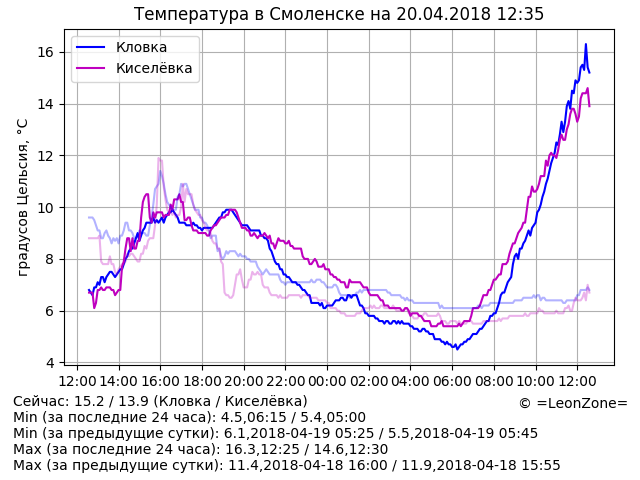 Температура в Смоленске на 20.04.2018 12:35
Кловка
Киселёвка
градусов Цельсия, °C
16
14
12
10
8
6
4
12:00 14:00 16:00 18:00 20:00 22:00 00:00 02:00 04:00 06:00 08:00 10:00 12:00
Сейчас: 15.2 / 13.9 (Кловка / Киселёвка)
© =LeonZone=
Min (за последние 24 часа): 4.5,06:15 / 5.4,05:00
Min (за предыдущие сутки): 6.1,2018-04-19 05:25 / 5.5,2018-04-19 05:45
Max (за последние 24 часа): 16.3,12:25 / 14.6,12:30
Max (за предыдущие сутки): 11.4,2018-04-18 16:00 / 11.9,2018-04-18 15:55